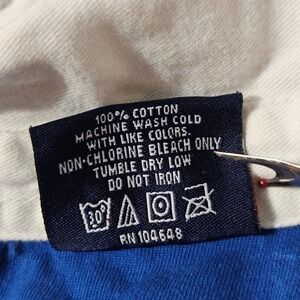 100% COTTON
MACHINE WASH COLD
WITH LIKE COLORS.
NON-CHLORINE BLEACH ONLY
TUMBLE DRY LOW
DO NOT IRON
30°
RN 104648